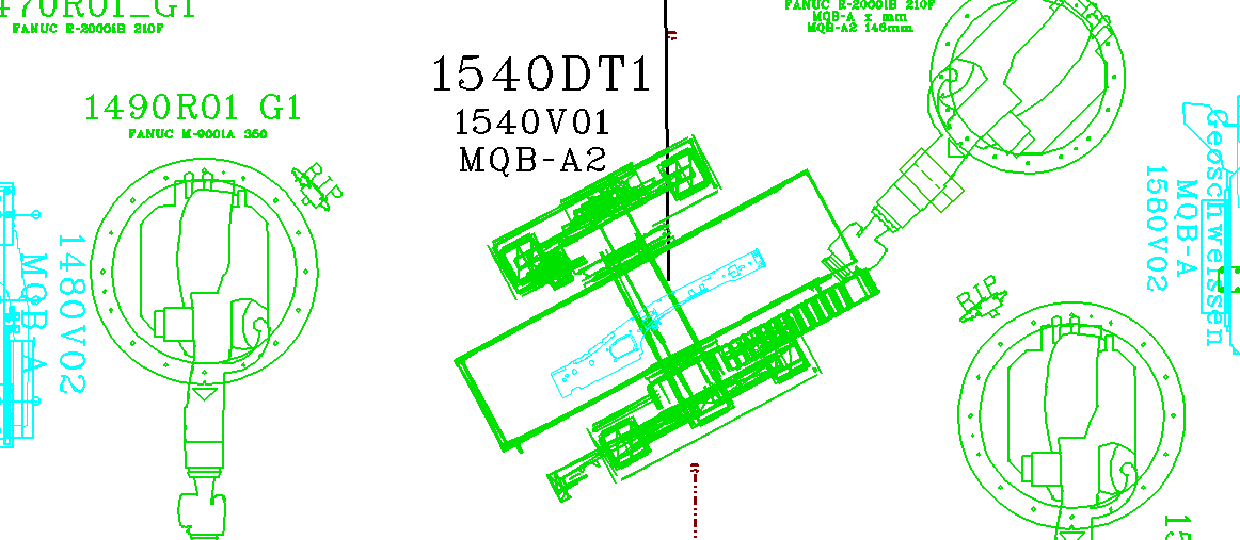 470R01_G1
FANUC R-2000iB 210F
1490R01 G1
FANUC M-900iA 350
RIP
1480V02
MQB-A
1540DT1
1540V01
MQB-A2
FANUC R-2000iB 210F
MQB-A x mm
MQB-A2 146mm
Geoschweissen
MQB-A
1580V02
RIP